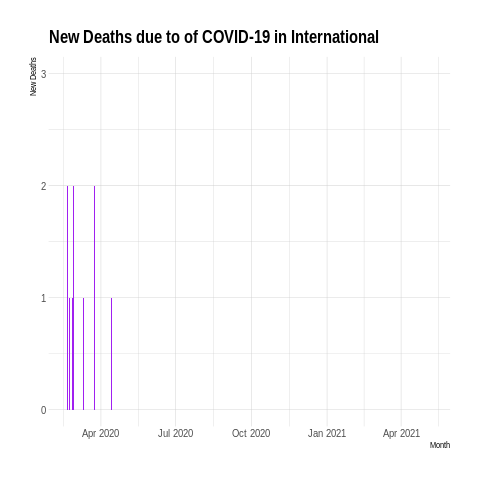 New Deaths due to of COVID-19 in International
New Deaths
3
2
1
0
Apr 2020 Jul 2020 Oct 2020 Jan 2021 Apr 2021
Month